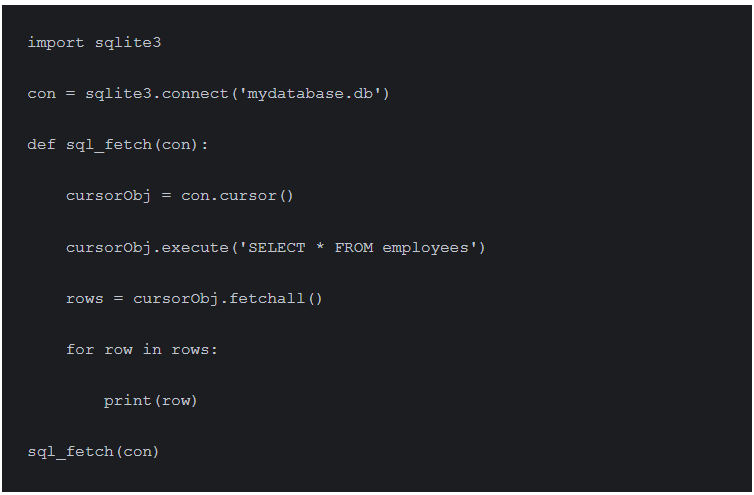 import sqlite3
con = sqlite3.connect('mydatabase.db')
def sql_fetch(con):
    cursorObj = con.cursor()
    cursorObj.execute('SELECT * FROM employees')
    rows = cursorObj.fetchall()
    for row in rows:
        print(row)
sql_fetch(con)